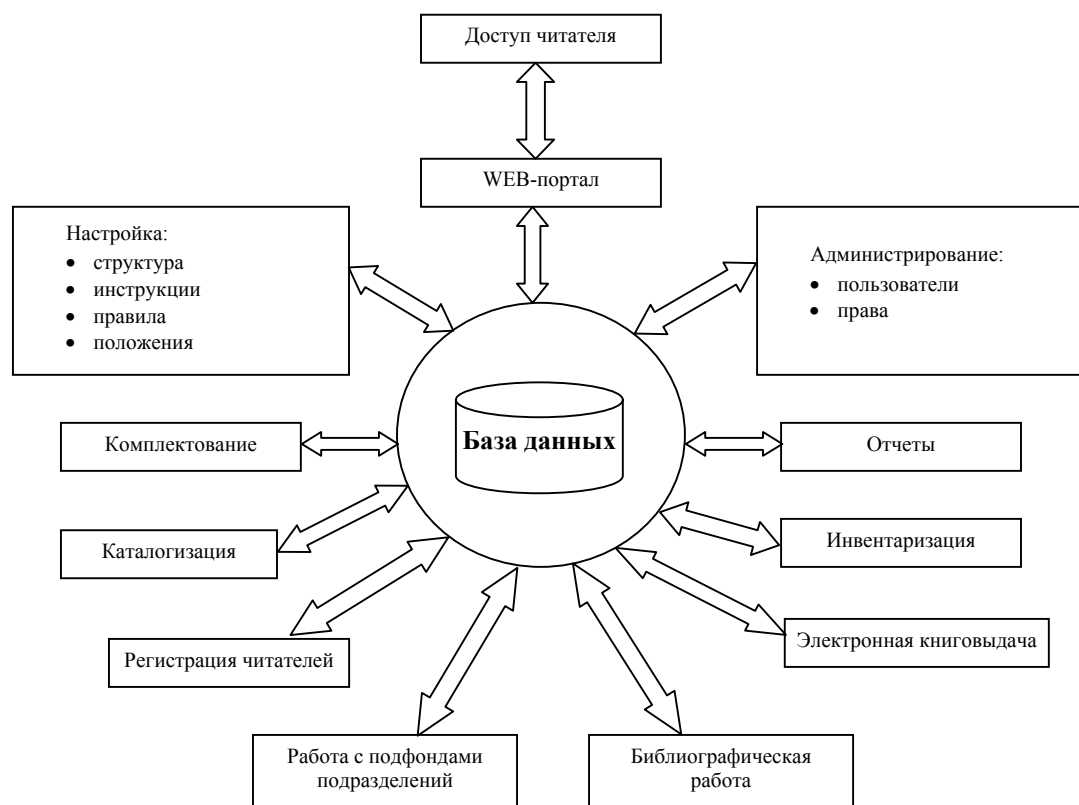 Доступ читателя
WEB-портал
Настройка:
• структура
• инструкции
• правила
• положения
Администрирование:
• пользователи
• права
База данных
Комплектование
Отчеты
Каталогизация
Инвентаризация
Регистрация читателей
Электронная книговыдача
Работа с подфондами
подразделений
Библиографическая
работа